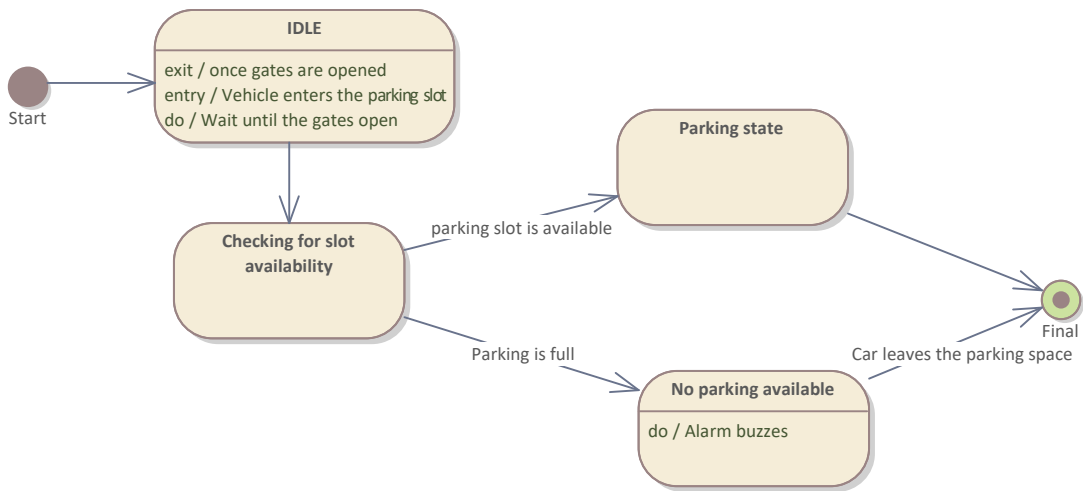 IDLE
exit / once gates are opened
entry / Vehicle enters the parking slot
do / Wait until the gates open
Start
Parking state
parking slot is available
Checking for slot
availability
Final
Parking is full
Car leaves the parking space
No parking available
do / Alarm buzzes